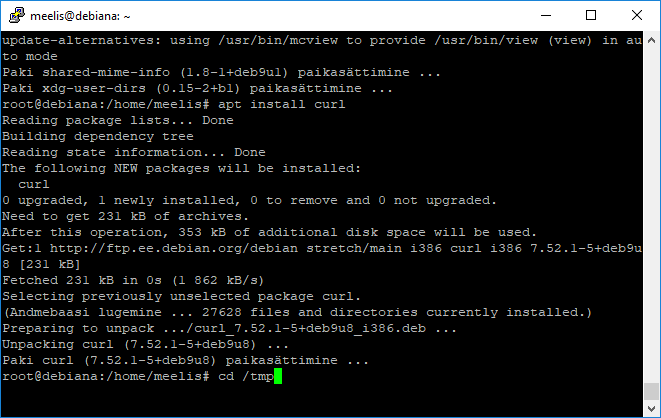 meelis@debiana: ~
update-alternatives: using /usr/bin/mcview to provide /usr/bin/view (view) in au
to mode
Paki shared-mime-info (1.8-1+deb9u1) paikasättimine ...
Paki xdg-user-dirs (0.15-2+b1) paikasättimine ...
root@debiana:/home/meelis# apt install curl
Reading package lists... Done
Building dependency tree
Reading state information... Done
The following NEW packages will be installed:
  curl
0 upgraded, 1 newly installed, 0 to remove and 0 not upgraded.
Need to get 231 kB of archives.
After this operation, 353 kB of additional disk space will be used.
Get:1 http://ftp.ee.debian.org/debian stretch/main i386 curl i386 7.52.1-5+deb9u
8 [231 kB]
Fetched 231 kB in 0s (1 862 kB/s)
Selecting previously unselected package curl.
(Andmebaasi lugemine ... 27628 files and directories currently installed.)
Preparing to unpack .../curl_7.52.1-5+deb9u8_i386.deb ...
Unpacking curl (7.52.1-5+deb9u8) ...
Paki curl (7.52.1-5+deb9u8) paikasättimine ...
root@debiana:/home/meelis# cd /tmp